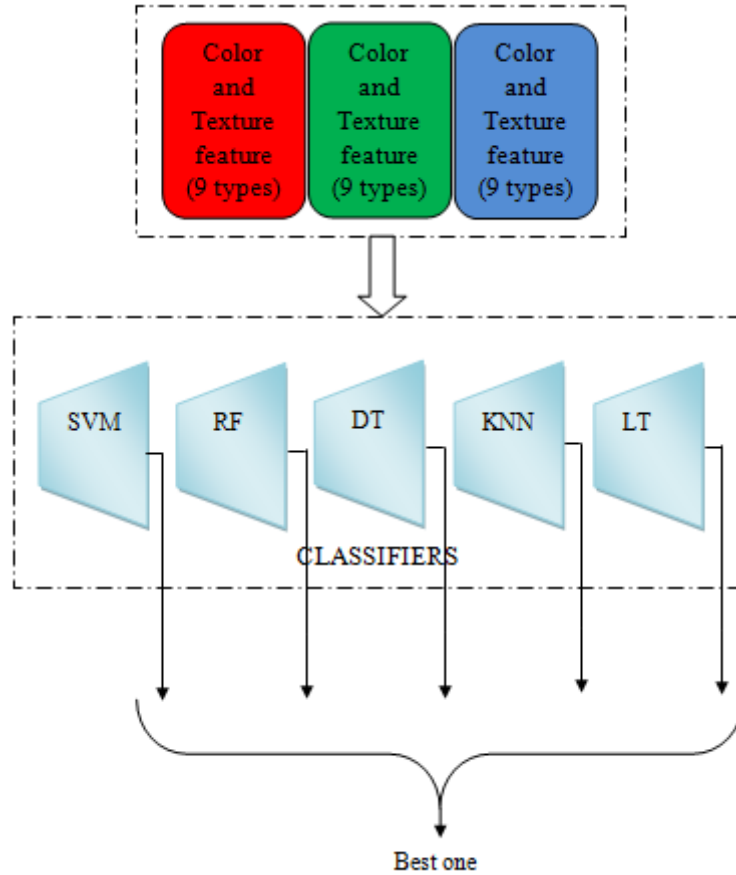 Color
and
Texture
feature
(9 types)
Color
and
Texture
feature
(9 types)
Color
and
Texture
feature
(9 types)
SVM
RF
DT
KNN
LT
CLASSIFIERS
Best one